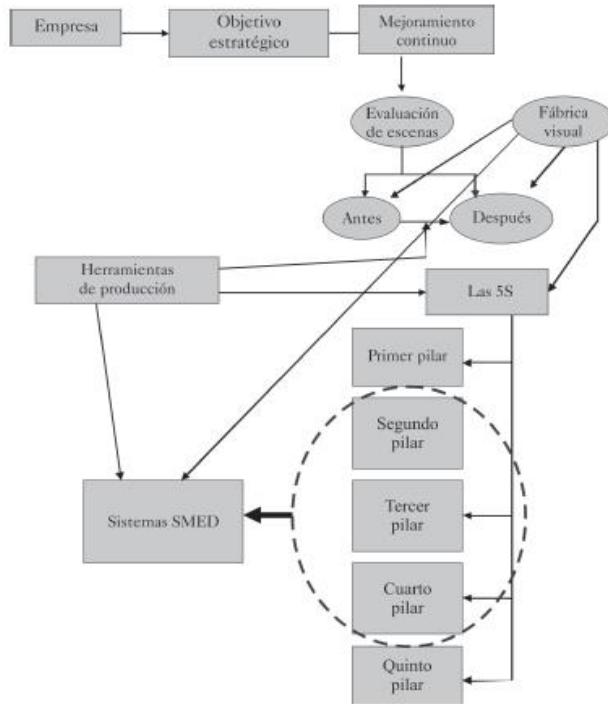 Empresa
Objetivo
estratégico
Mejoramiento
continuo
Evaluación
de escenas
Fábrica
visual
Antes
Después
Herramientas
de producción
Las 5S
Primer pilar
Segundo
pilar
Tercer
pilar
Sistemas SMED
Cuarto
pilar
Quinto
pilar